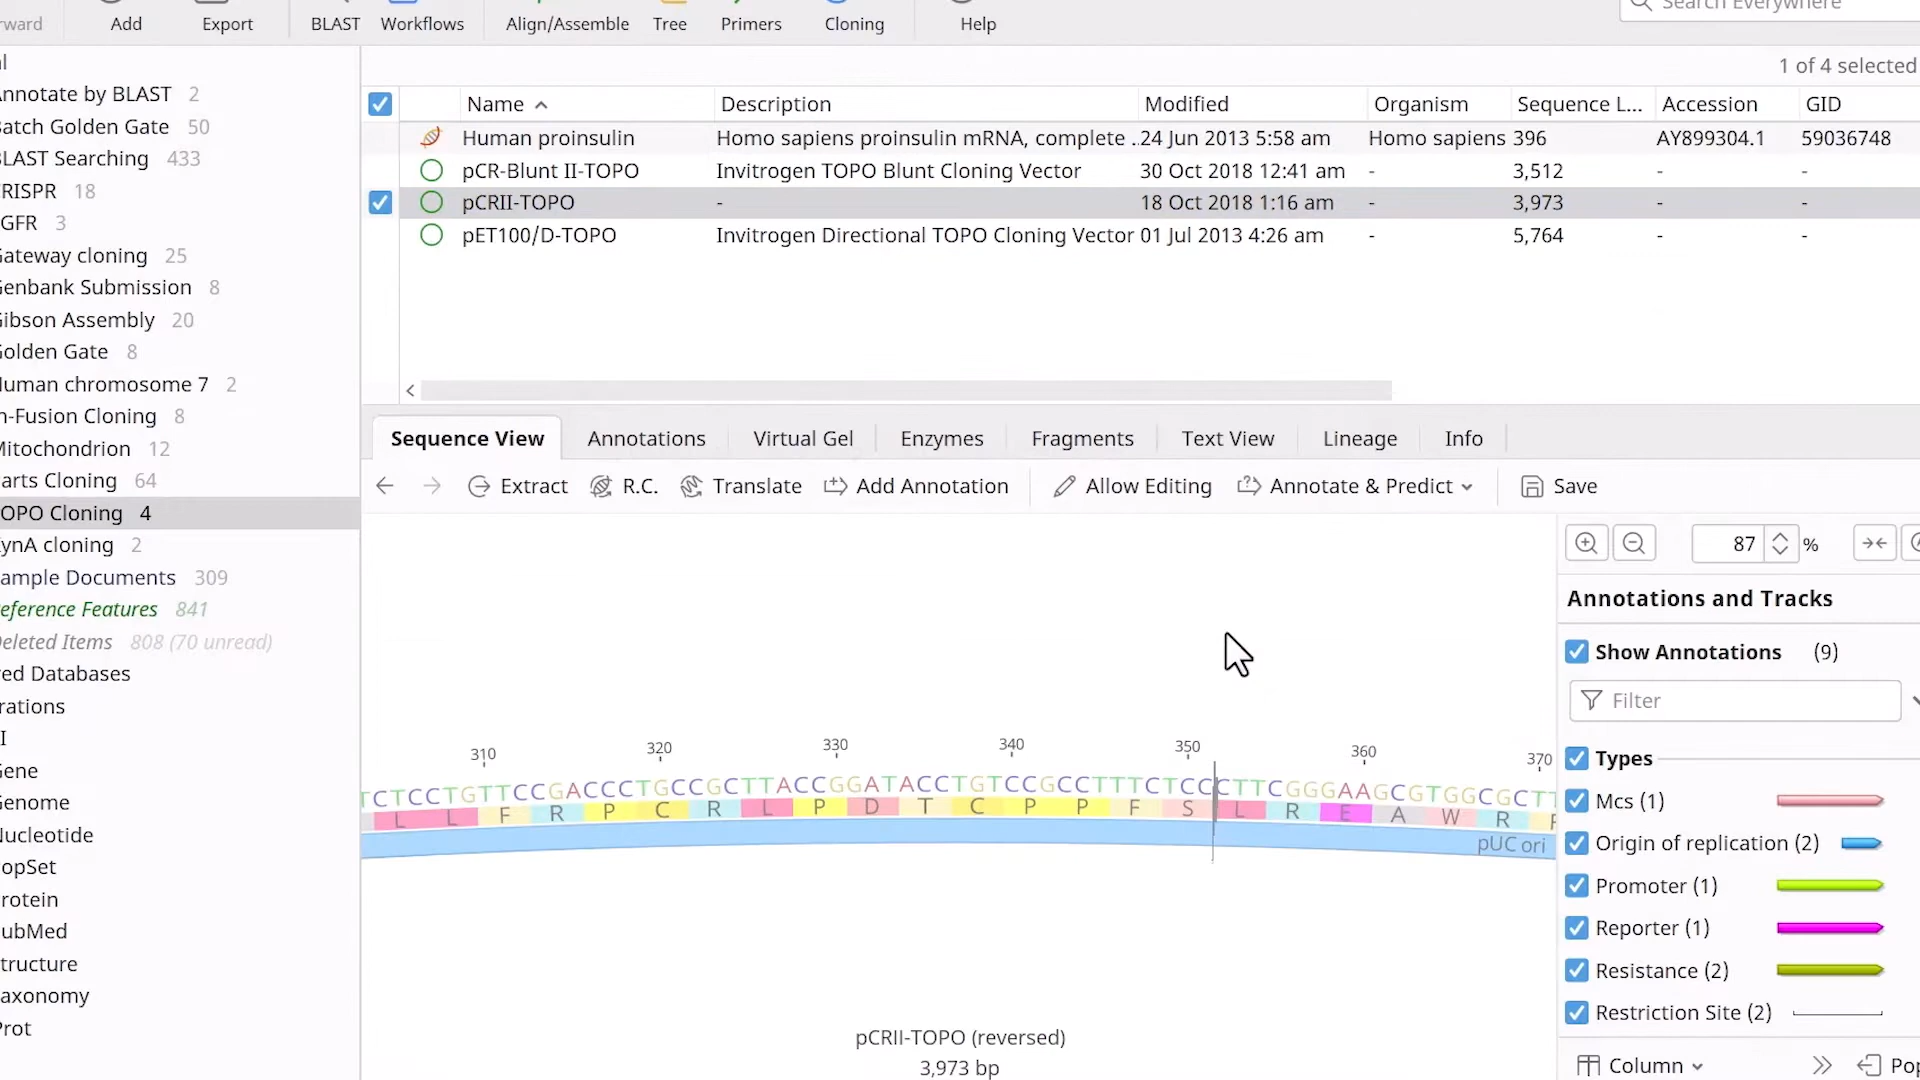 ward Add Export BLAST Workflows Align/Assemble Tree Primers Cloning Help Search Everywhere
1 of 4 selected
Name Description Modified Organism Sequence L... Accession GID
Human proinsulin Homo sapiens proinsulin mRNA, complete ... 24 Jun 2013 5:58 am Homo sapiens 396 AY899304.1 59036748
pCR-Blunt II-TOPO Invitrogen TOPO Blunt Cloning Vector 30 Oct 2018 12:41 am - 3,512 - -
pCRII-TOPO - 18 Oct 2018 1:16 am - 3,973 - -
pET100/D-TOPO Invitrogen Directional TOPO Cloning Vector 01 Jul 2013 4:26 am - 5,764 - -
l
nnotate by BLAST 2
atch Golden Gate 50
LAST Searching 433
RISPR 18
GFR 3
ateway cloning 25
enbank Submission 8
ibson Assembly 20
olden Gate 8
uman chromosome 7 2
n-Fusion Cloning 8
itochondrion 12
arts Cloning 64
OPO Cloning 4
ynA cloning 2
ample Documents 309
eference Features 841
eleted Items 808 (70 unread)
red Databases
rations
I
Gene
enome
ucleotide
opSet
rotein
ubMed
tructure
axonomy
Prot
Sequence View Annotations Virtual Gel Enzymes Fragments Text View Lineage Info
Extract R.C. Translate Add Annotation Allow Editing Annotate & Predict Save
310 320 330 340 350 360 370
TCTCCTGTTCCGACCCTGCCGCTTACCGGATACCTGTCCGCCTTTCTCCCTTCGGGAAGCGTGGCGCTT
L L F R P C R L P D T C P P F S L R E A W R
pUC ori
pCRII-TOPO (reversed)
3,973 bp
87 %
Annotations and Tracks
Show Annotations (9)
Filter
Types
Mcs (1)
Origin of replication (2)
Promoter (1)
Reporter (1)
Resistance (2)
Restriction Site (2)
Column Pop